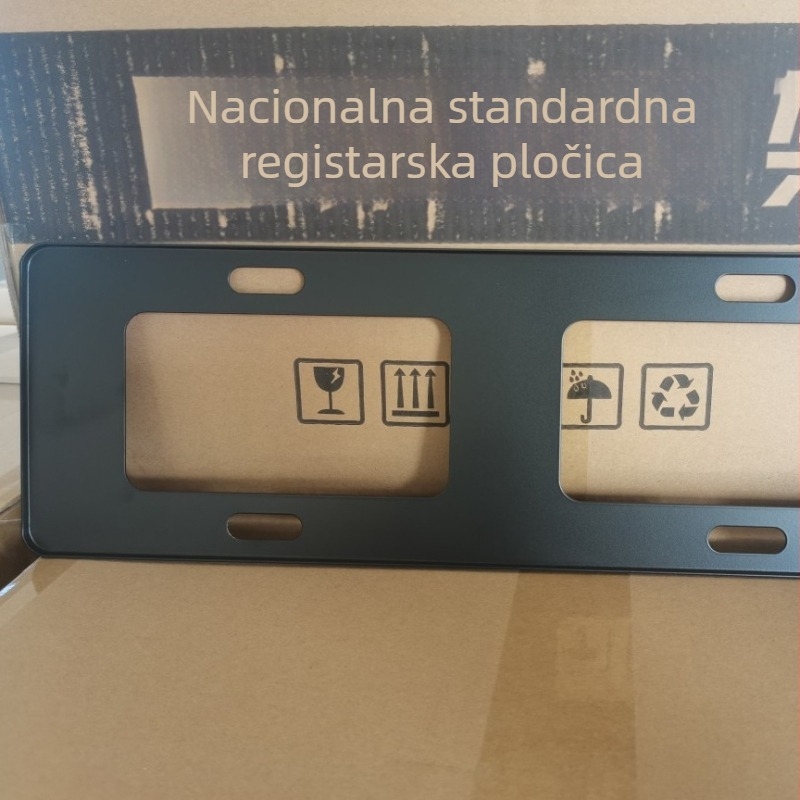 Nacionalna standardna
registarska pločica